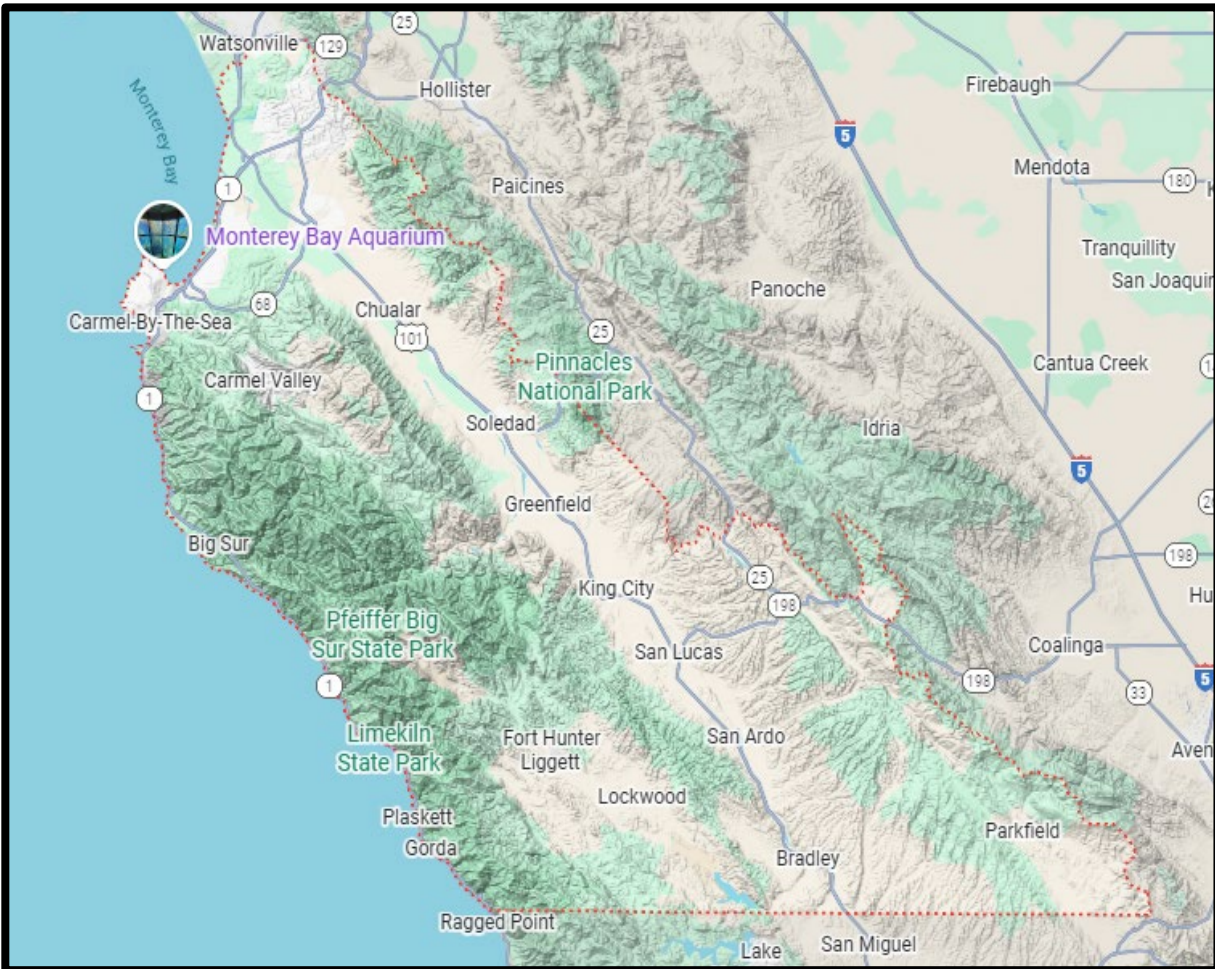 25
Watsonville
129
Hollister
Firebaugh
Monterey Bay
5
Mendota
180
1
Paicines
Monterey Bay Aquarium
Tranquillity
San Joaquin
Panoche
68
Chualar
Carmel-By-The-Sea
101
25
Pinnacles
National Park
Cantua Creek
Carmel Valley
1
Soledad
Idria
5
Greenfield
Big Sur
198
25
King City
198
Hu
Pfeiffer Big
Sur State Park
San Lucas
Coalinga
1
198
5
33
Limekiln
State Park
Fort Hunter
Liggett
San Ardo
Aven
Lockwood
Plaskett
Gorda
Parkfield
Bradley
Ragged Point
Lake
San Miguel